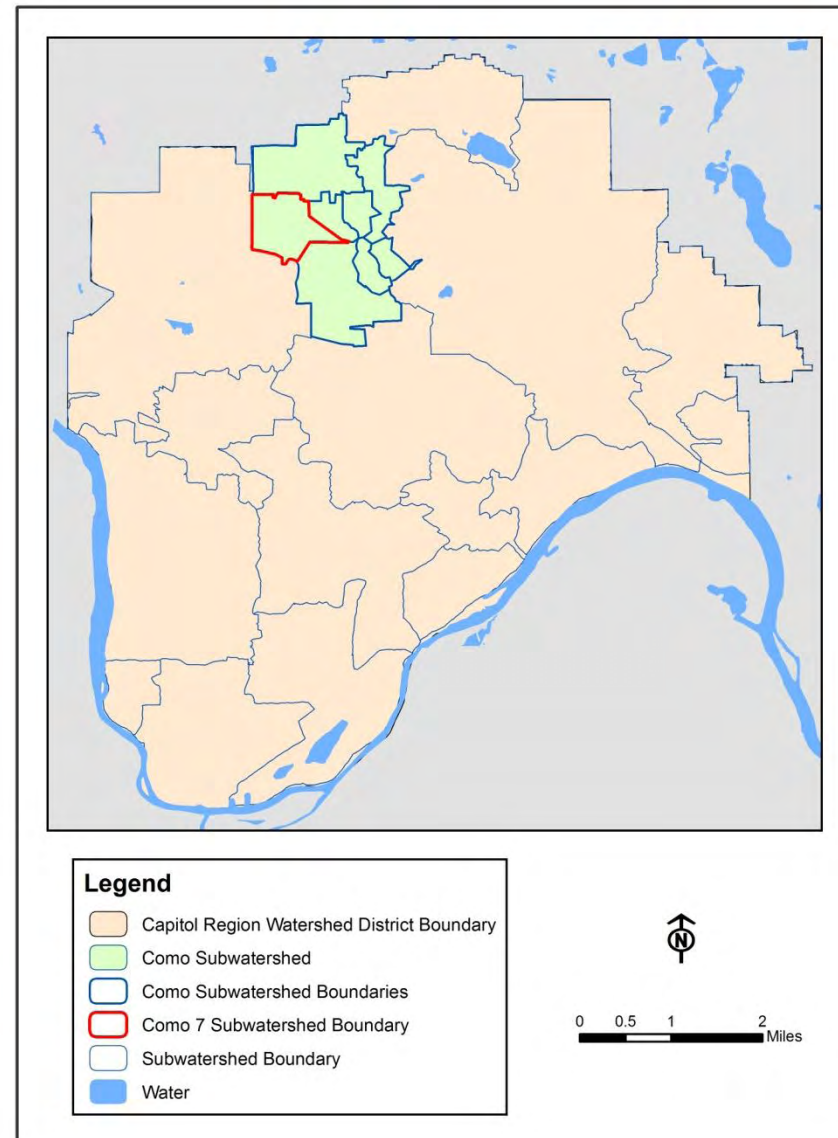 Legend
Capitol Region Watershed District Boundary
Como Subwatershed
Como Subwatershed Boundaries
Como 7 Subwatershed Boundary
Subwatershed Boundary
Water
N
0 0.5 1 2
Miles